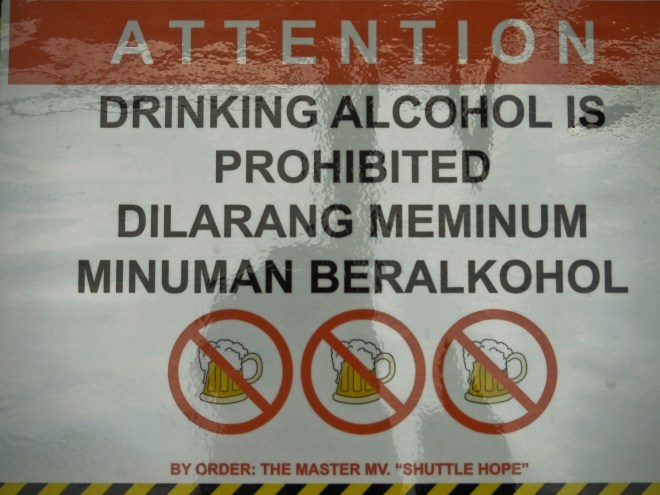 ATTENTION
DRINKING ALCOHOL IS
PROHIBITED
DILARANG MEMINUM
MINUMAN BERALKOHOL
BY ORDER: THE MASTER MV. “SHUTTLE HOPE”